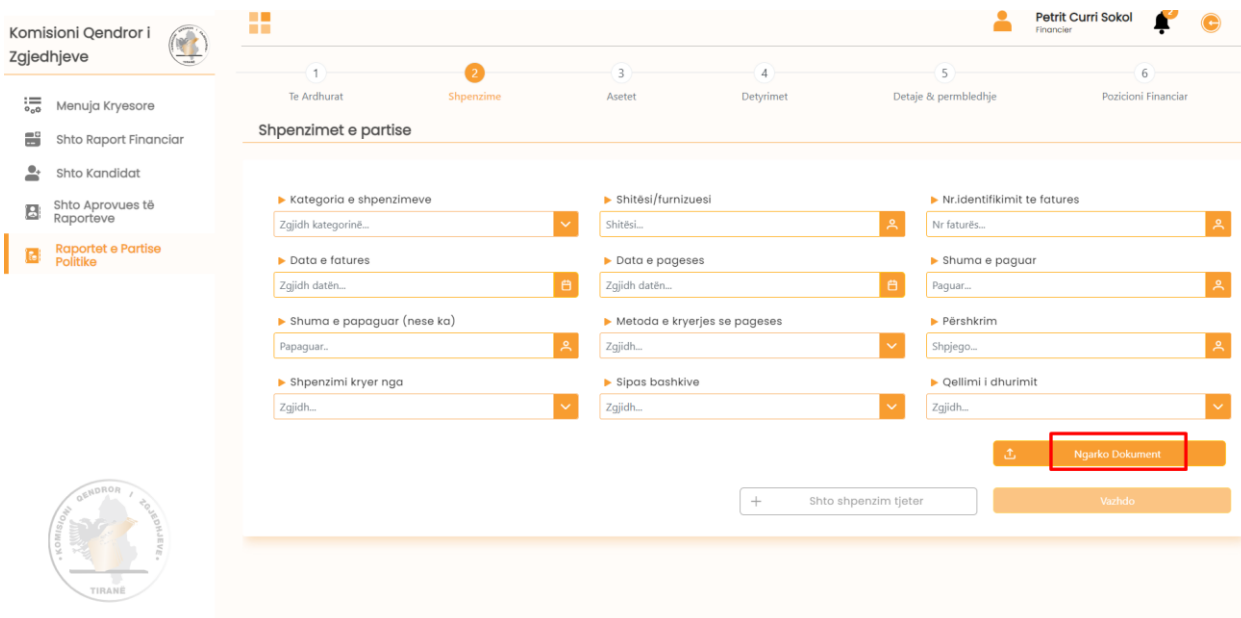 Komisioni Qendror i
Zgjedhjeve
Petrit Curri Sokol
Financier
2
Menuja Kryesore
Shto Raport Financiar
Shto Kandidat
Shto Aprovues të
Raporteve
Raportet e Partise
Politike
1 2 3 4 5 6
Te Ardhurat Shpenzime Asetet Detyrimet Detaje & permbledhje Pozicioni Financiar
Shpenzimet e partise
Kategoria e shpenzimeve Shitësi/furnizuesi Nr.identifikimit te fatures
Zgjidh kategorinë... Shitësi... Nr faturës...
Data e fatures Data e pageses Shuma e paguar
Zgjidh datën... Zgjidh datën... Paguar...
Shuma e papaguar (nese ka) Metoda e kryerjes se pageses Përshkrim
Papaguar.. Zgjidh... Shpjego...
Shpenzimi kryer nga Sipas bashkive Qellimi i dhurimit
Zgjidh... Zgjidh... Zgjidh...
Ngarko Dokument
Shto shpenzim tjeter Vazhdo
KOMISIONI QENDROR I ZGJEDHJEVE
TIRANË